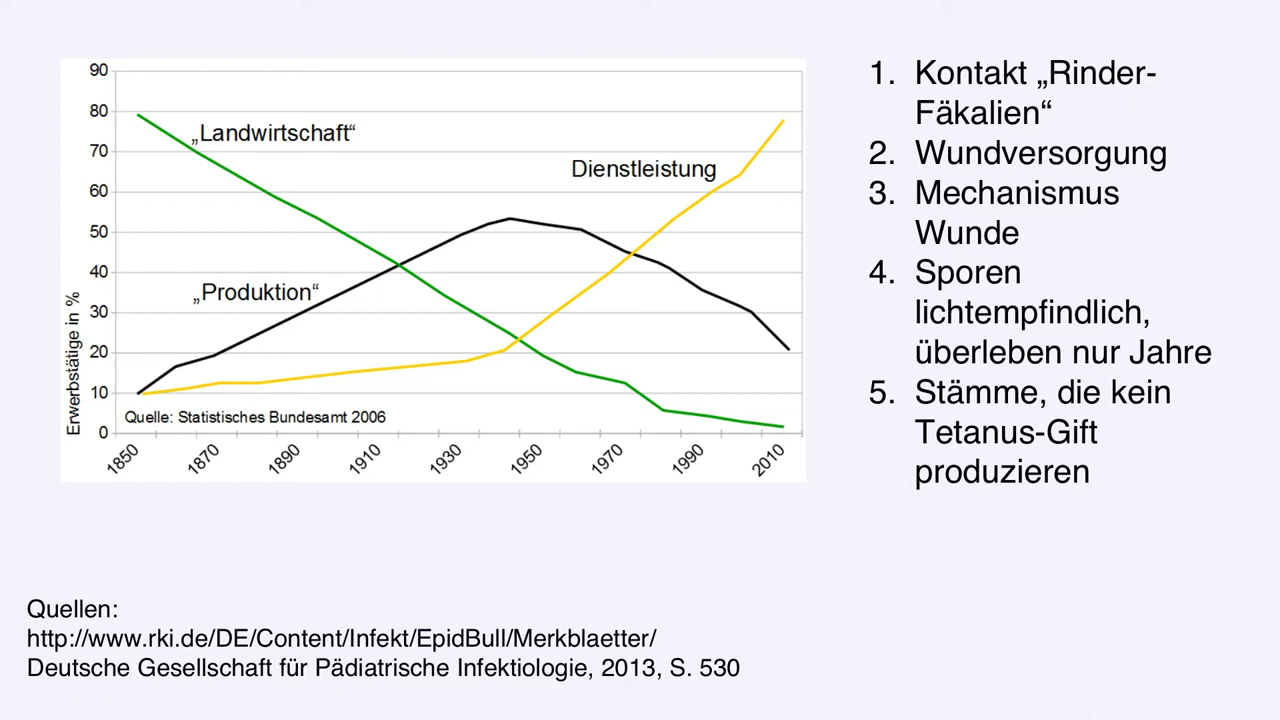 90
80
70
60
50
40
30
20
10
0
Erwerbstätige in %
„Landwirtschaft“
Dienstleistung
„Produktion“
Quelle: Statistisches Bundesamt 2006
1850
1870
1890
1910
1930
1950
1970
1990
2010
1. Kontakt „Rinder-
Fäkalien“
2. Wundversorgung
3. Mechanismus
Wunde
4. Sporen
lichtempfindlich,
überleben nur Jahre
5. Stämme, die kein
Tetanus-Gift
produzieren
Quellen:
http://www.rki.de/DE/Content/Infekt/EpidBull/Merkblaetter/
Deutsche Gesellschaft für Pädiatrische Infektiologie, 2013, S. 530